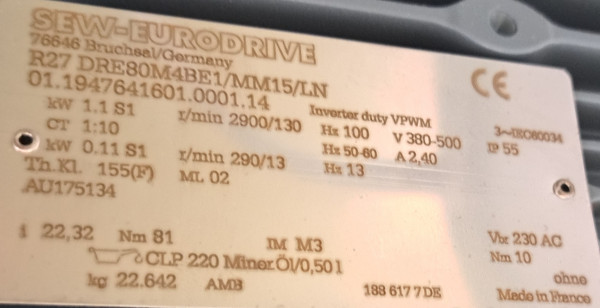 SEW-EURODRIVE
76646 Bruchsal/Germany
R27 DRE80M4BE1/MM15/LN
01.1947641601.0001.14 Inverter duty VPWM
kW 1.1 S1 r/min 2900/130 Hz 100 V 380-500 3~IEC60034
CT 1:10 Hz 50-60 A 2,40 IP 55
kW 0.11 S1 r/min 290/13 Hz 13
Th.Kl. 155(F) ML 02
AU175134
i 22,32 Nm 81 IM M3 Vbr 230 AC
CLP 220 Miner.Öl/0,50 l Nm 10
kg 22.642 AMB 188 617 7DE ohne
Made in France
CE